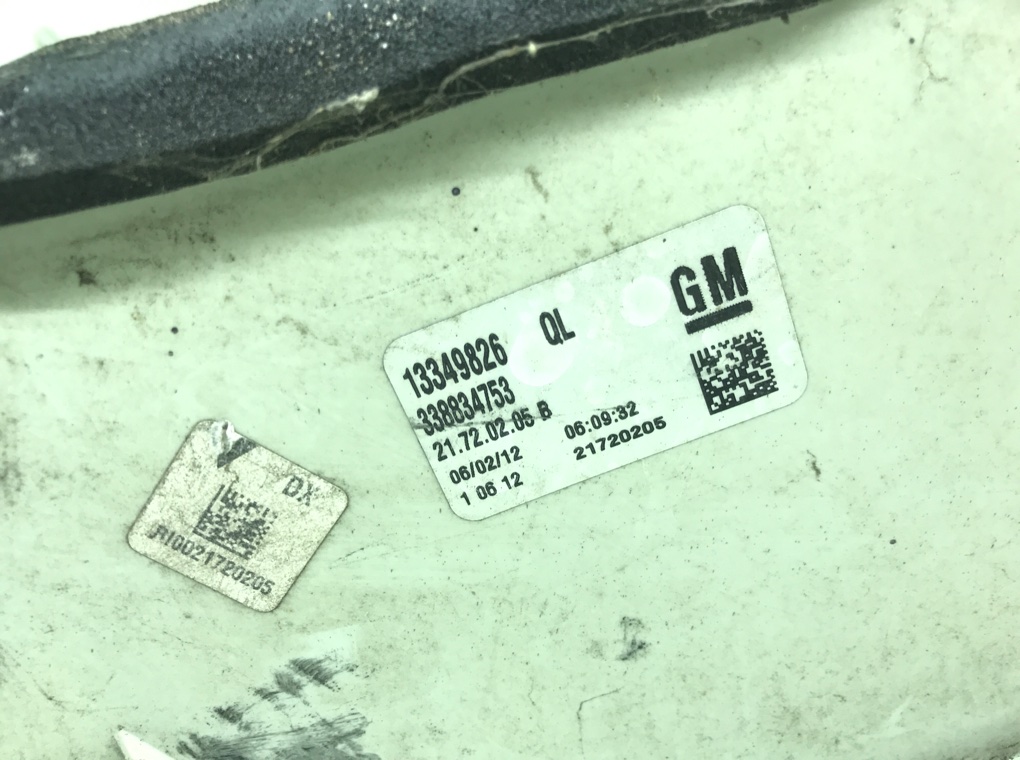 GM
13349826 QL
338834753
21.72.02.05 B
06/02/12 06:09:32
1 06 12 21720205
DX
JRI0021720205